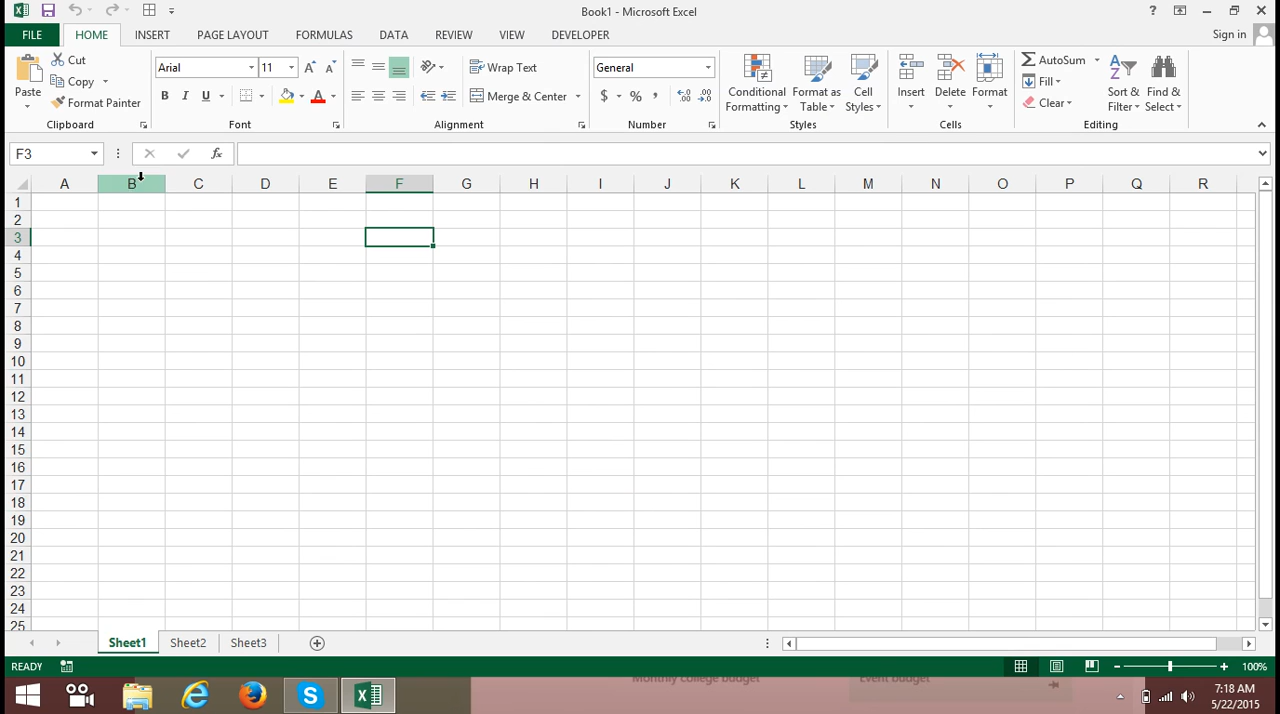 Book1 - Microsoft Excel
FILE HOME INSERT PAGE LAYOUT FORMULAS DATA REVIEW VIEW DEVELOPER Sign in
Paste Cut Copy Format Painter Clipboard
Arial 11 B I U A Font
Wrap Text Merge & Center Alignment
General $ % , Number
Conditional Formatting Format as Table Cell Styles Styles
Insert Delete Format Cells
AutoSum Fill Clear Sort & Filter Find & Select Editing
F3 fx
A B C D E F G H I J K L M N O P Q R
1
2
3
4
5
6
7
8
9
10
11
12
13
14
15
16
17
18
19
20
21
22
23
24
25
Sheet1 Sheet2 Sheet3
READY 100%
Monthly college budget Event budget
7:18 AM
5/22/2015